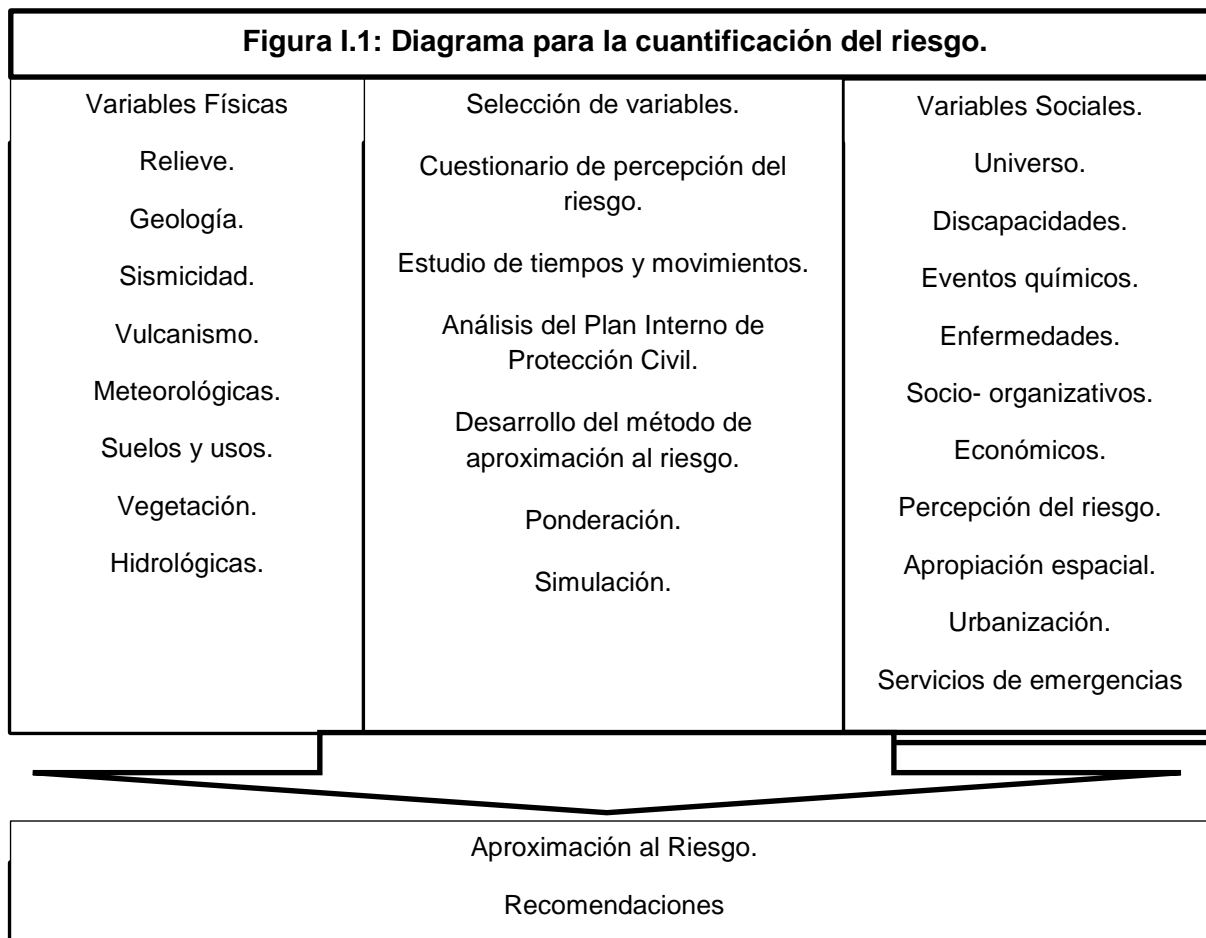 Figura I.1: Diagrama para la cuantificación del riesgo.
Variables Físicas
Relieve.
Geología.
Sismicidad.
Vulcanismo.
Meteorológicas.
Suelos y usos.
Vegetación.
Hidrológicas.
Selección de variables.
Cuestionario de percepción del
riesgo.
Estudio de tiempos y movimientos.
Análisis del Plan Interno de
Protección Civil.
Desarrollo del método de
aproximación al riesgo.
Ponderación.
Simulación.
Variables Sociales.
Universo.
Discapacidades.
Eventos químicos.
Enfermedades.
Socio- organizativos.
Económicos.
Percepción del riesgo.
Apropiación espacial.
Urbanización.
Servicios de emergencias
Aproximación al Riesgo.
Recomendaciones